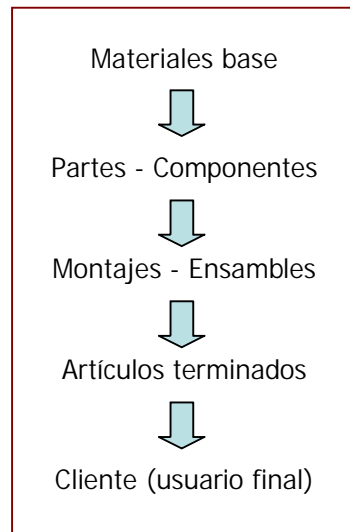 Materiales base
Partes - Componentes
Montajes - Ensambles
Artículos terminados
Cliente (usuario final)